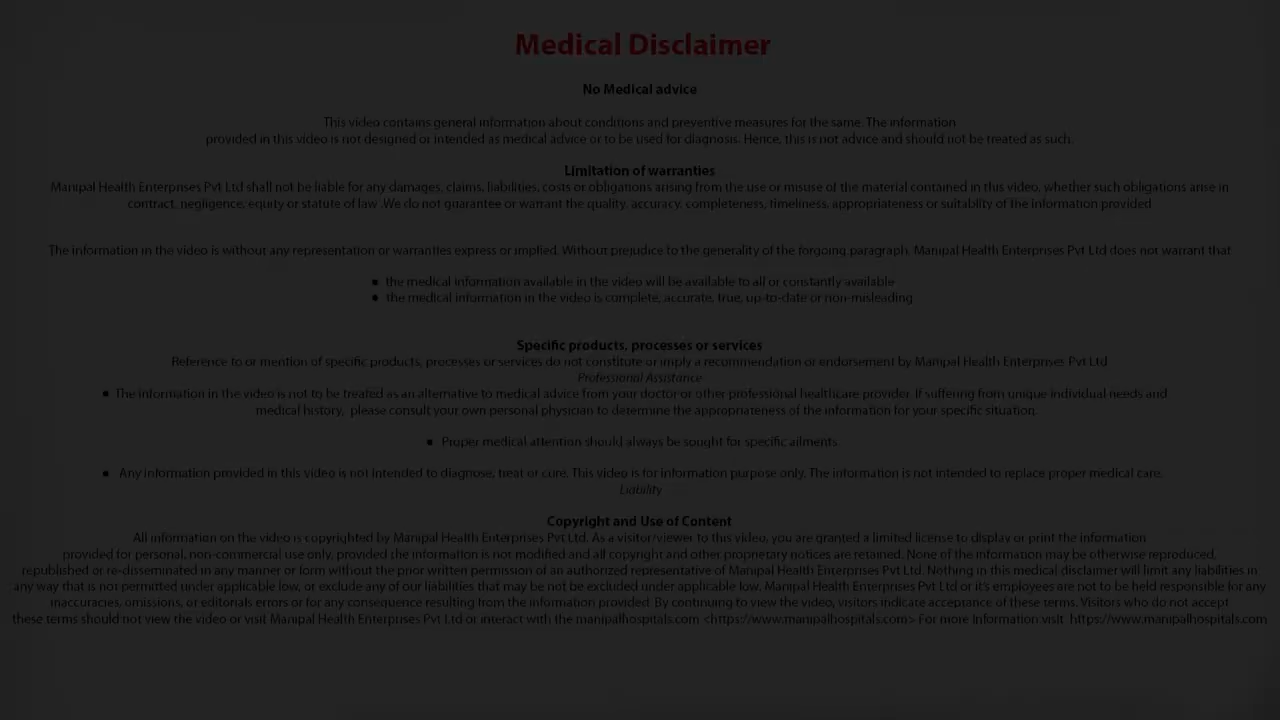 Medical Disclaimer
No Medical advice
This video contains general information about conditions and preventive measures for the same. The information
provided in this video is not designed or intended as medical advice or to be used for diagnosis. Hence, this is not advice and should not be treated as such.
Limitation of warranties
Manipal Health Enterprises Pvt Ltd shall not be liable for any damages, claims, liabilities, costs or obligations arising from the use or misuse of the material contained in this video, whether such obligations arise in
contract, negligence, equity or statute of law .We do not guarantee or warrant the quality, accuracy, completeness, timeliness, appropriateness or suitablity of the information provided
The information in the video is without any representation or warranties express or implied. Without prejudice to the generality of the forgoing paragraph. Manipal Health Enterprises Pvt Ltd does not warrant that
● the medical information available in the video will be available to all or constantly available
● the medical information in the video is complete, accurate, true, up-to-date or non-misleading
Specific products, processes or services
Reference to or mention of specific products, processes or services do not constitute or imply a recommendation or endorsement by Manipal Health Enterprises Pvt Ltd
Professional Assistance
● The information in the video is not to be treated as an alternative to medical advice from your doctor or other professional healthcare provider. If suffering from unique individual needs and
medical history, please consult your own personal physician to determine the appropriateness of the information for your specific situation.
● Proper medical attention should always be sought for specific ailments.
● Any information provided in this video is not intended to diagnose, treat or cure. This video is for information purpose only. The information is not intended to replace proper medical care.
Liability
Copyright and Use of Content
All information on the video is copyrighted by Manipal Health Enterprises Pvt Ltd. As a visitor/viewer to this video, you are granted a limited license to display or print the information
provided for personal, non-commercial use only, provided the information is not modified and all copyright and other proprietary notices are retained. None of the information may be otherwise reproduced,
republished or re-disseminated in any manner or form without the prior written permission of an authorized representative of Manipal Health Enterprises Pvt Ltd. Nothing in this medical disclaimer will limit any liabilities in
any way that is not permitted under applicable low, or exclude any of our liabilities that may be not be excluded under applicable low. Manipal Health Enterprises Pvt Ltd or it's employees are not to be held responsible for any
inaccuracies, omissions, or editorials errors or for any consequence resulting from the information provided. By continuing to view the video, visitors indicate acceptance of these terms. Visitors who do not accept
these terms should not view the video or visit Manipal Health Enterprises Pvt Ltd or interact with the manipalhospitals.com <https://www.manipalhospitals.com> For more Information visit https://www.manipalhospitals.com